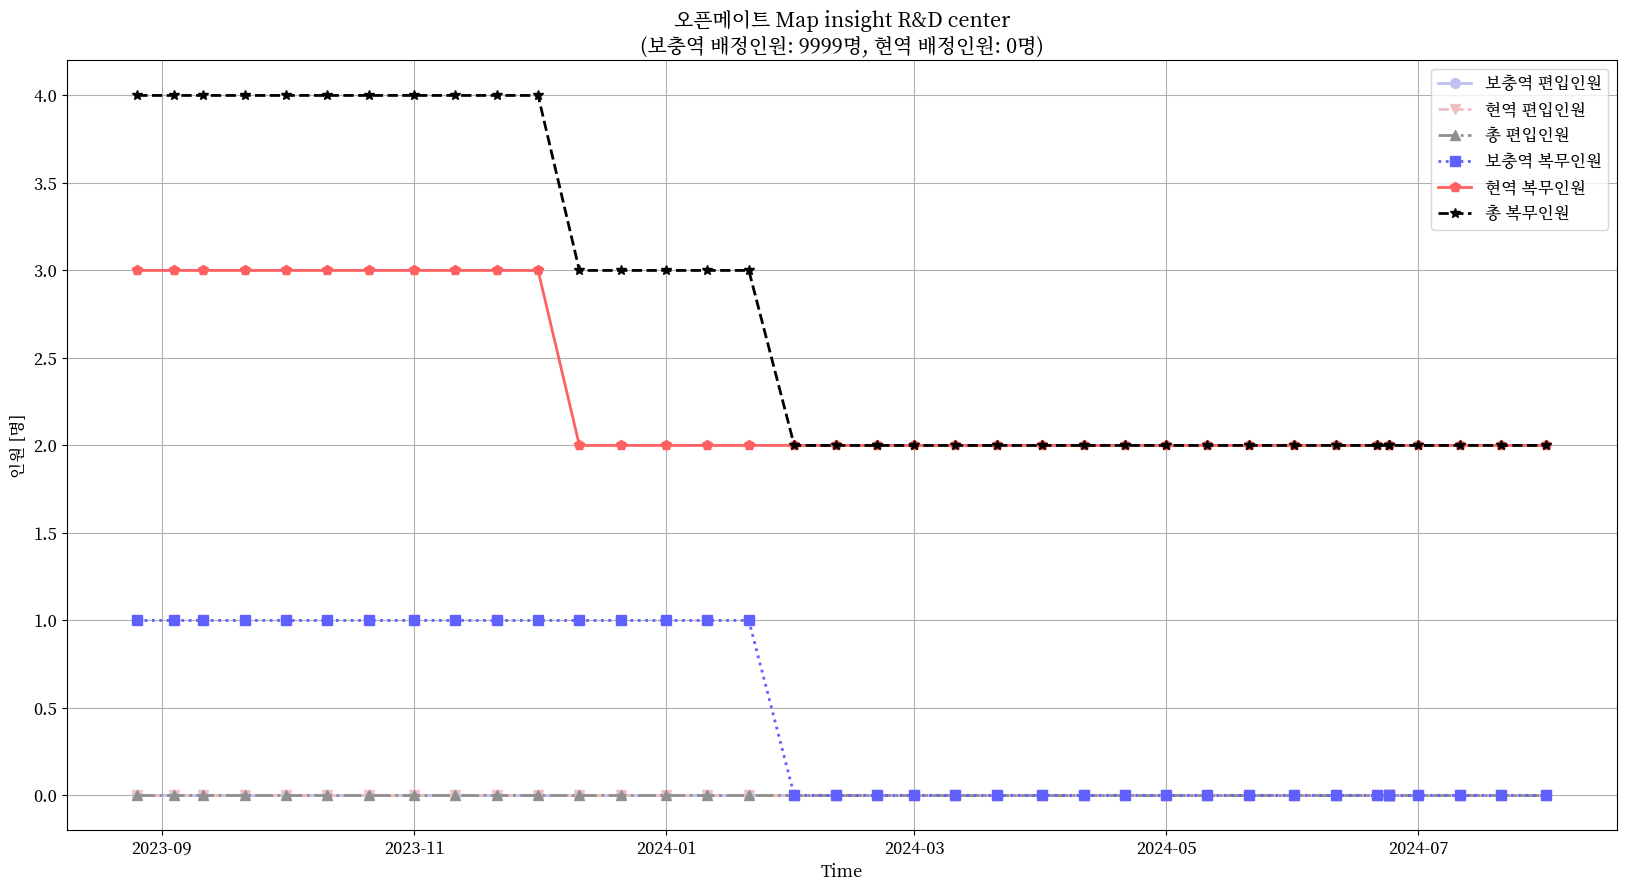 오픈메이트 Map insight R&D center
(보충역 배정인원: 9999명, 현역 배정인원: 0명)
보충역 편입인원
현역 편입인원
총 편입인원
보충역 복무인원
현역 복무인원
총 복무인원
인원 [명]
4.0
3.5
3.0
2.5
2.0
1.5
1.0
0.5
0.0
2023-09
2023-11
2024-01
2024-03
2024-05
2024-07
Time